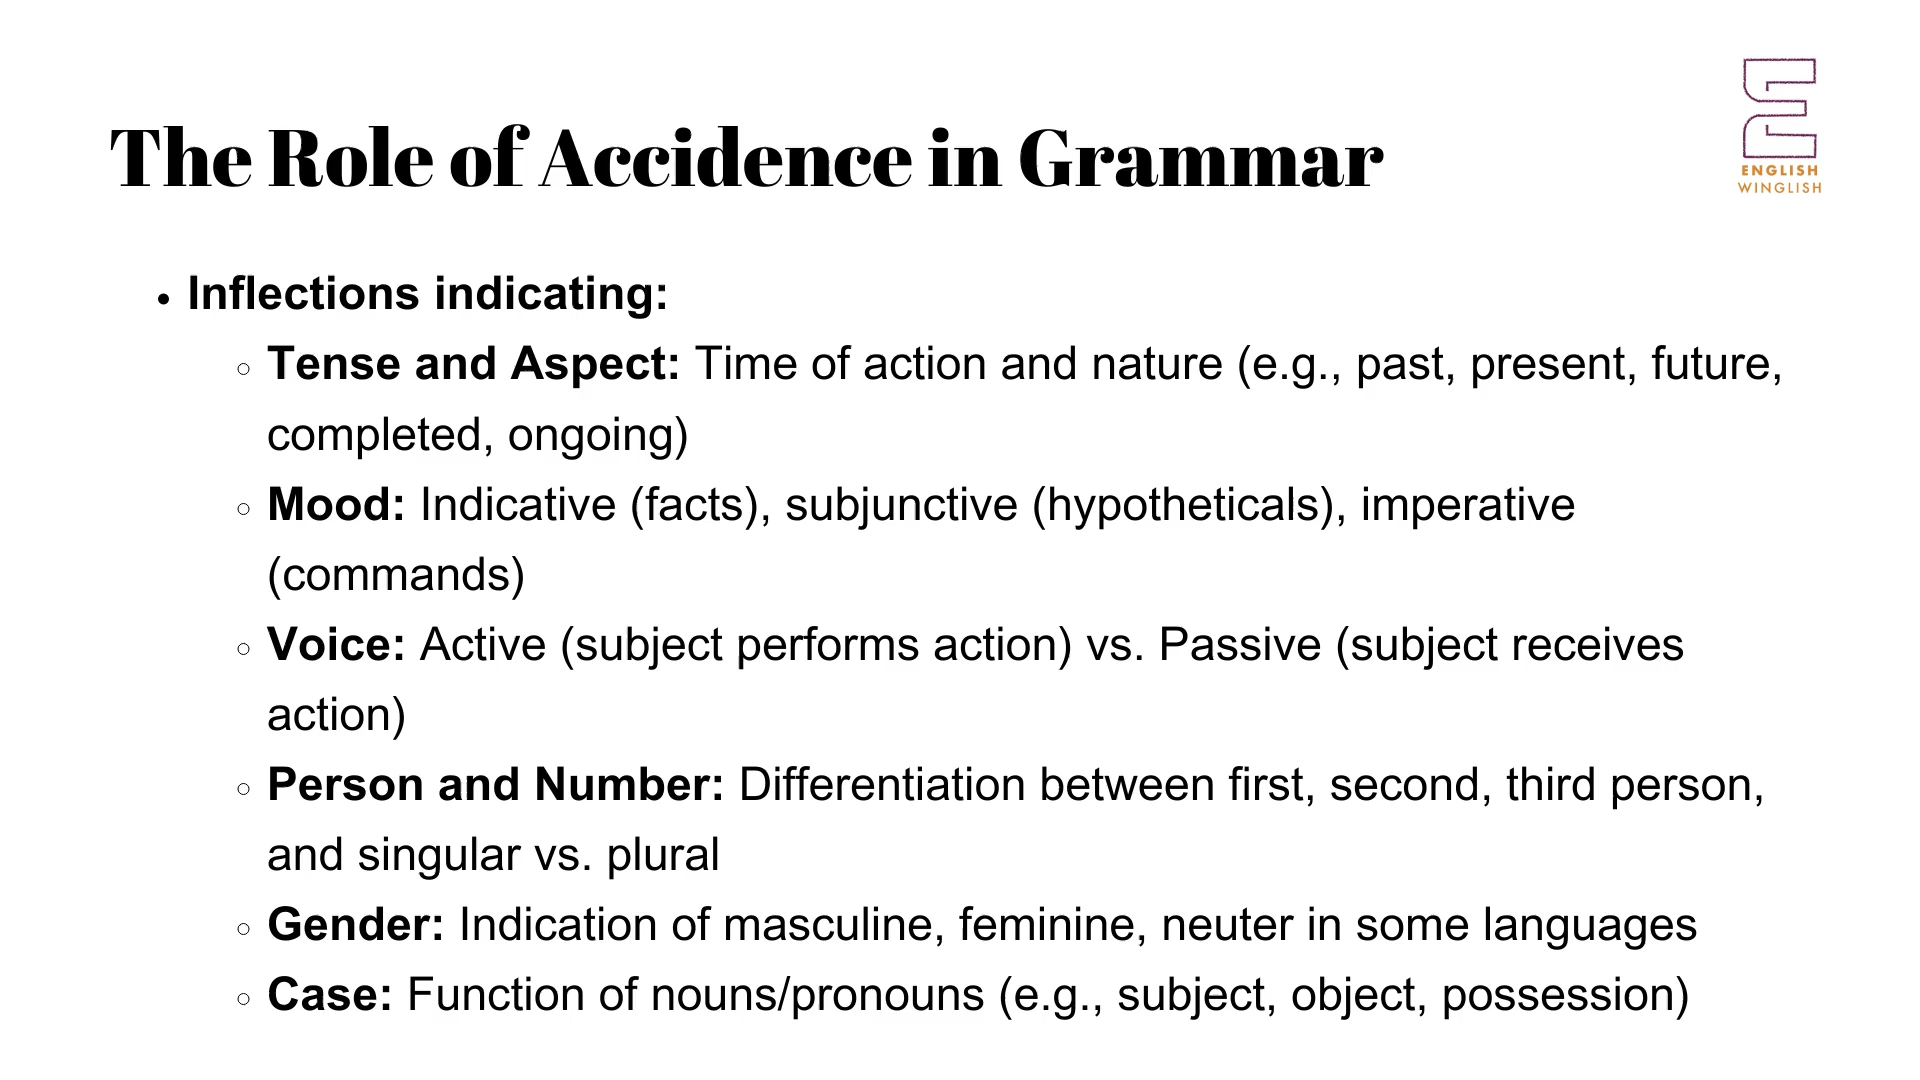 The Role of Accidence in Grammar
ENGLISH
WINGLISH
• Inflections indicating:
○ Tense and Aspect: Time of action and nature (e.g., past, present, future,
completed, ongoing)
○ Mood: Indicative (facts), subjunctive (hypotheticals), imperative
(commands)
○ Voice: Active (subject performs action) vs. Passive (subject receives
action)
○ Person and Number: Differentiation between first, second, third person,
and singular vs. plural
○ Gender: Indication of masculine, feminine, neuter in some languages
○ Case: Function of nouns/pronouns (e.g., subject, object, possession)